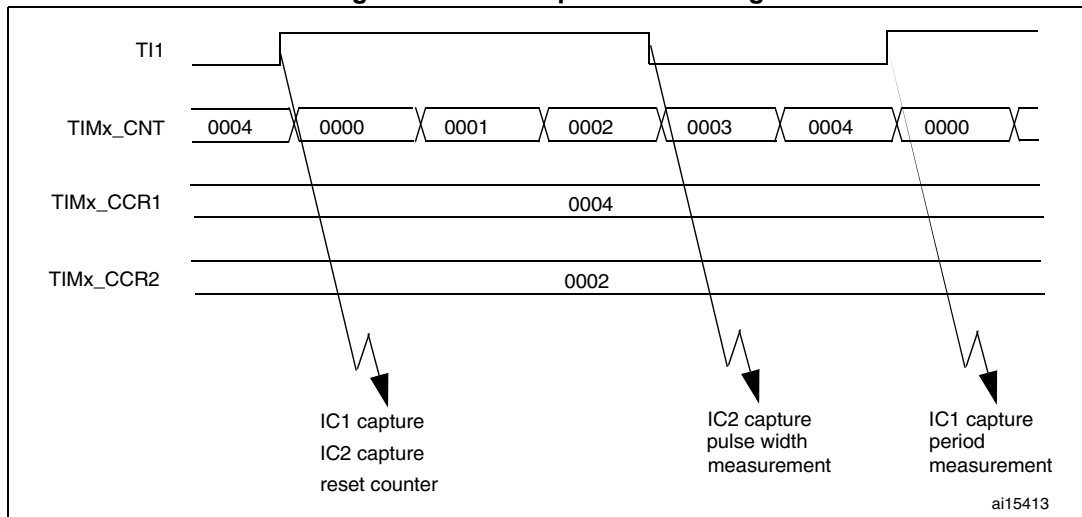 TI1
TIMx_CNT
0004 0000 0001 0002 0003 0004 0000
TIMx_CCR1
0004
TIMx_CCR2
0002
IC1 capture
IC2 capture
reset counter
IC2 capture
pulse width
measurement
IC1 capture
period
measurement
ai15413